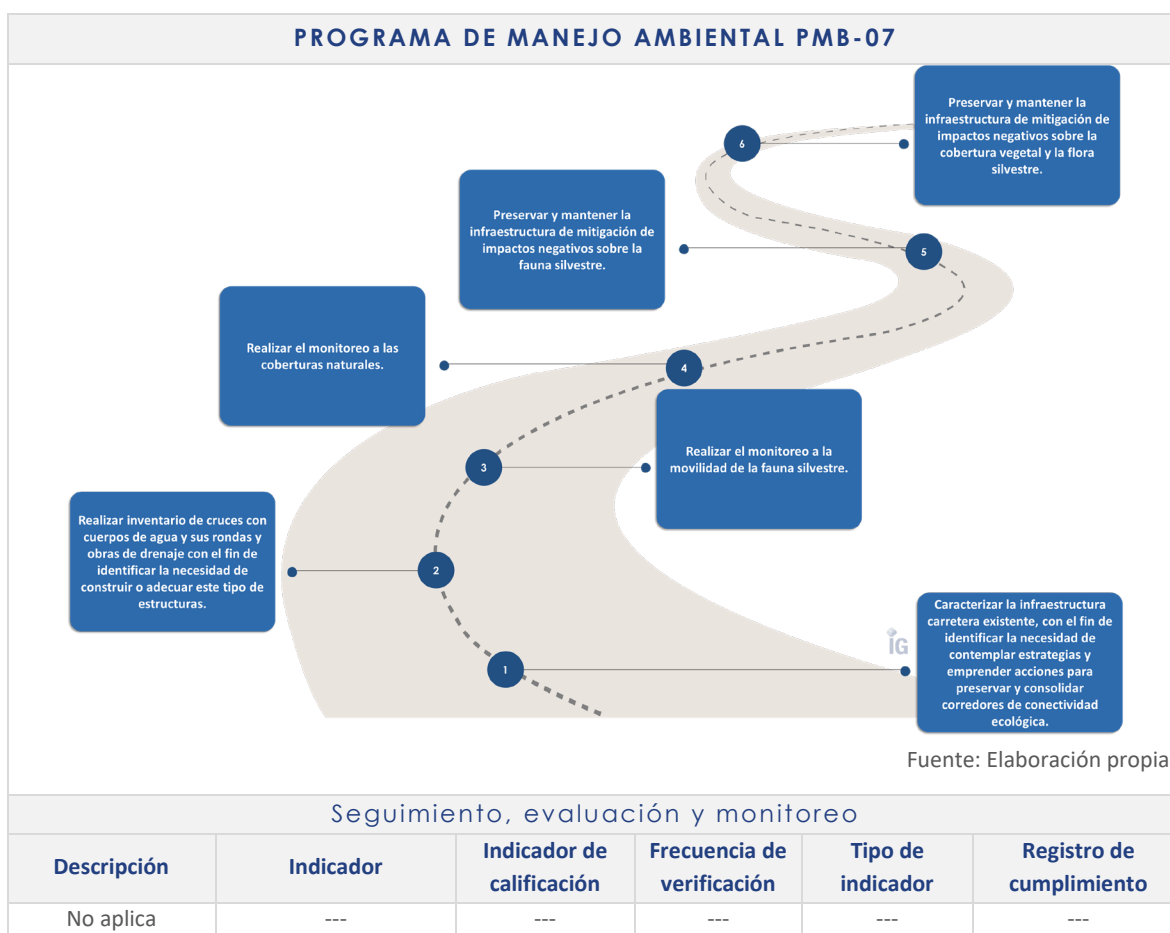 PROGRAMA DE MANEJO AMBIENTAL PMB-07
Preservar y mantener la
infraestructura de mitigación de
impactos negativos sobre la
cobertura vegetal y la flora
silvestre.
6
Preservar y mantener la
infraestructura de mitigación de
impactos negativos sobre la
fauna silvestre.
5
Realizar el monitoreo a las
coberturas naturales.
4
Realizar el monitoreo a la
movilidad de la fauna silvestre.
3
Realizar inventario de cruces con
cuerpos de agua y sus rondas y
obras de drenaje con el fin de
identificar la necesidad de
construir o adecuar este tipo de
estructuras.
2
Caracterizar la infraestructura
carretera existente, con el fin de
identificar la necesidad de
contemplar estrategias y
emprender acciones para
preservar y consolidar
corredores de conectividad
ecológica.
1
IG
Fuente: Elaboración propia
Seguimiento, evaluación y monitoreo
Descripción Indicador Indicador de calificación Frecuencia de verificación Tipo de indicador Registro de cumplimiento
No aplica --- --- --- --- ---